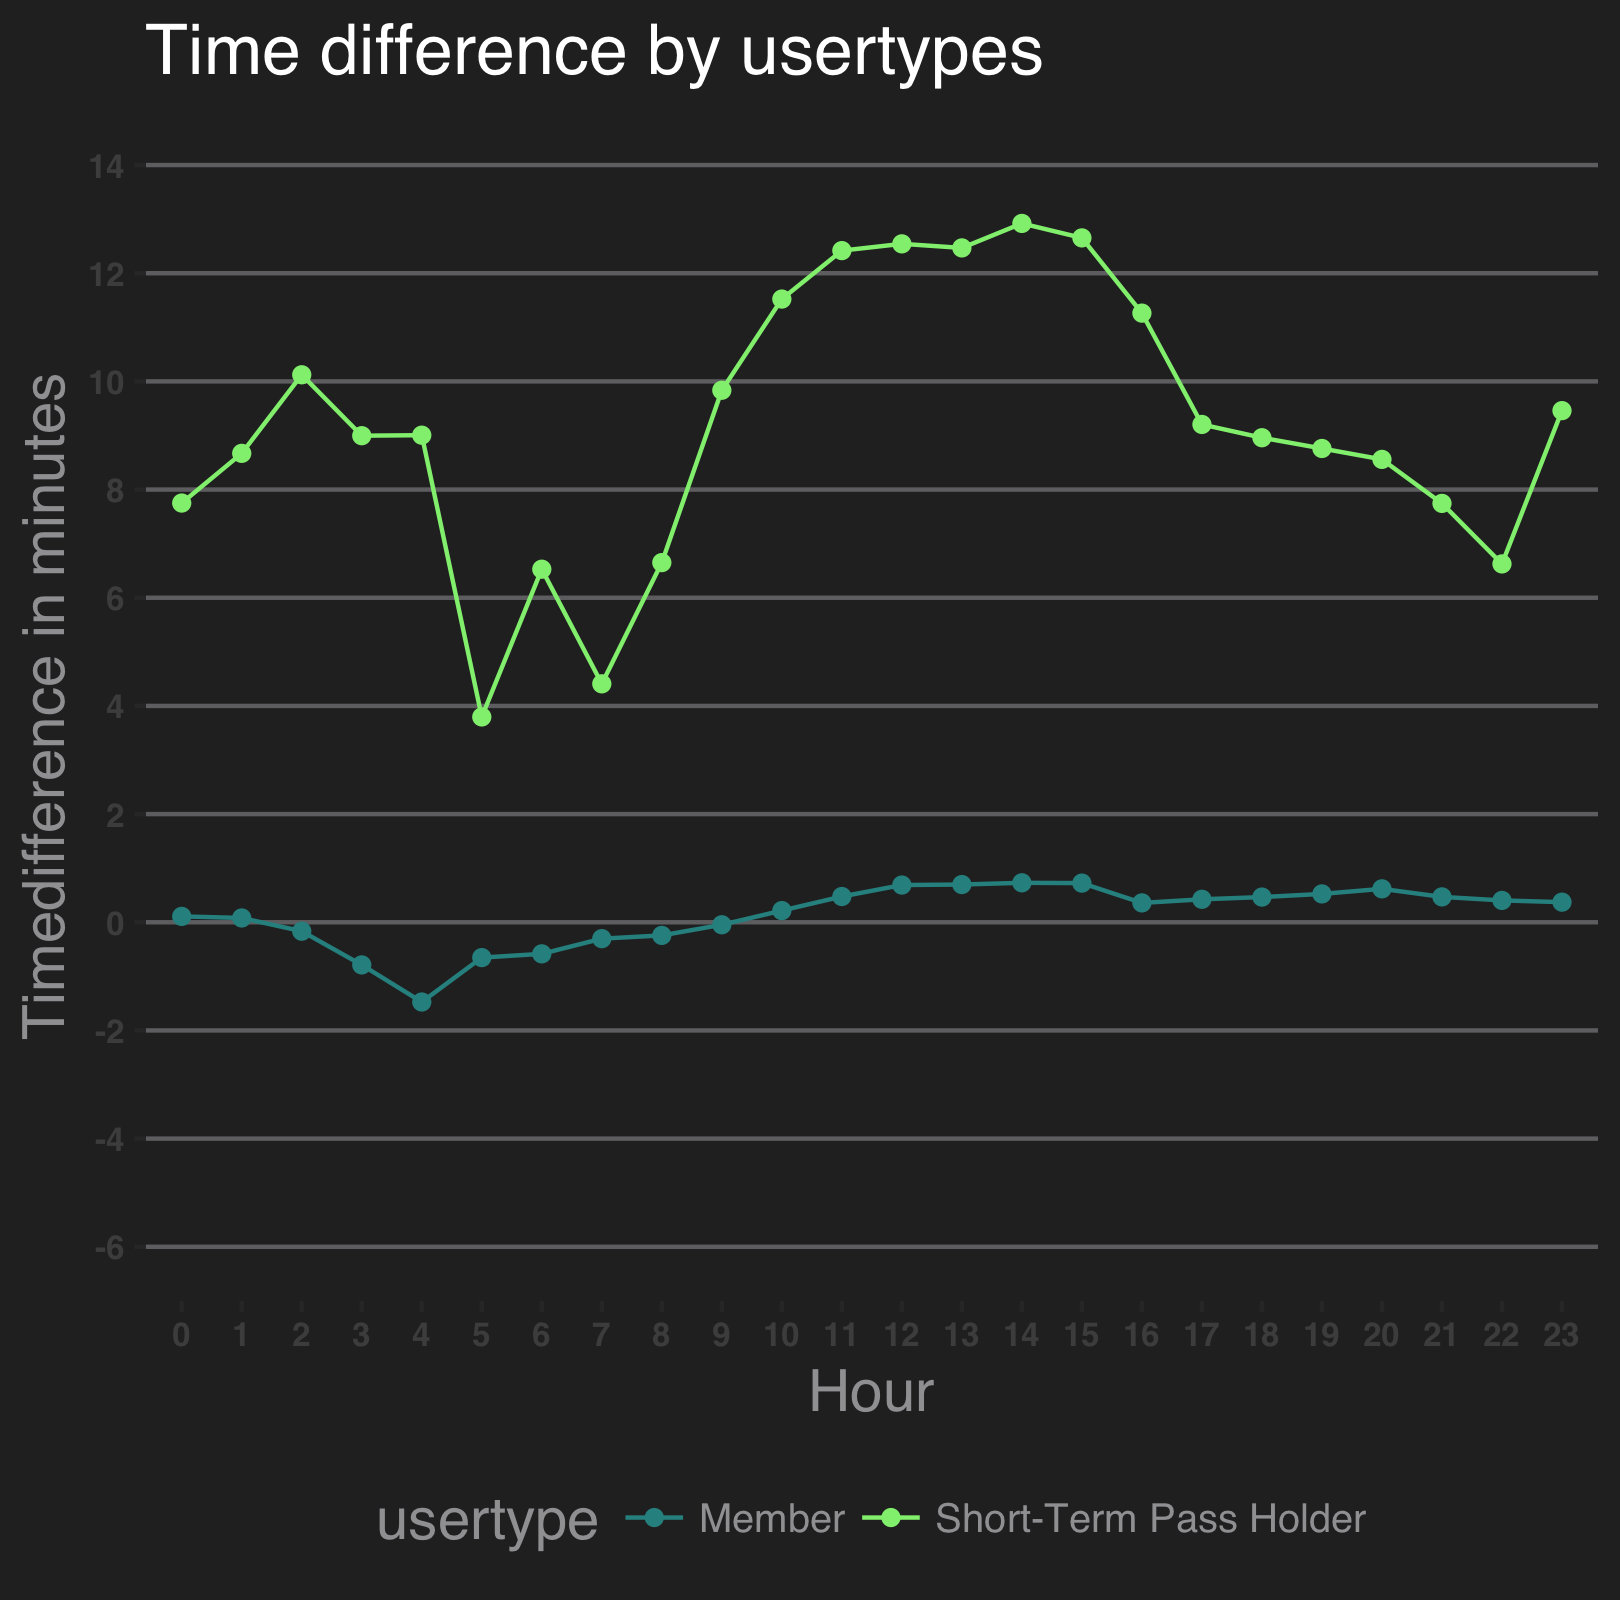 Time difference by usertypes
14
12
10
8
6
4
2
0
-2
-4
-6
Timedifference in minutes
0 1 2 3 4 5 6 7 8 9 10 11 12 13 14 15 16 17 18 19 20 21 22 23
Hour
usertype Member Short-Term Pass Holder